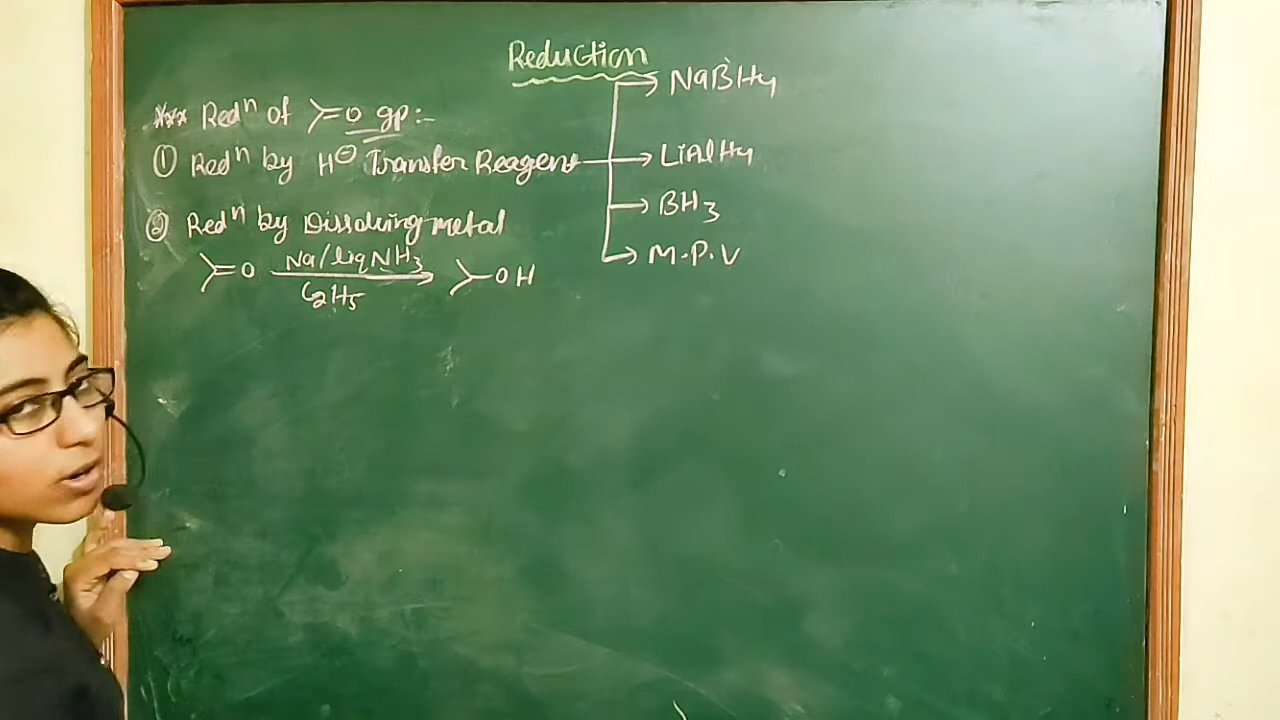 Reduction
*** Redⁿ of >=O gp:-
① Redⁿ by H⊖ Transfer Reagent
→ NaBH4
→ LiAlH4
→ BH3
→ M.P.V
② Redⁿ by Dissolving metal
>=O Na/liq NH3 / C2H5 → >-OH